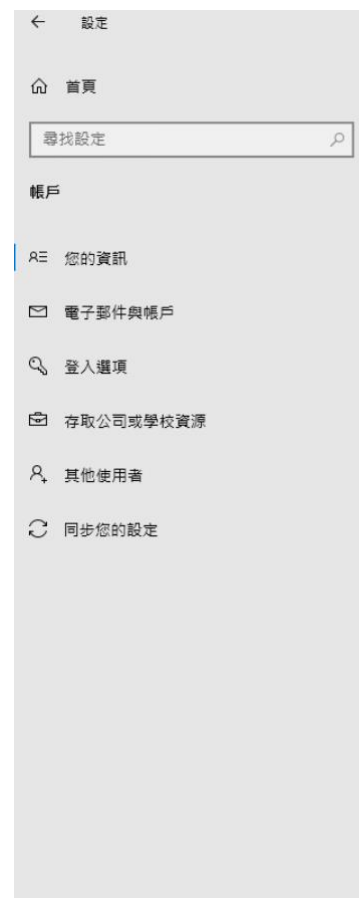 設定
首頁
尋找設定
帳戶
您的資訊
電子郵件與帳戶
登入選項
存取公司或學校資源
其他使用者
同步您的設定